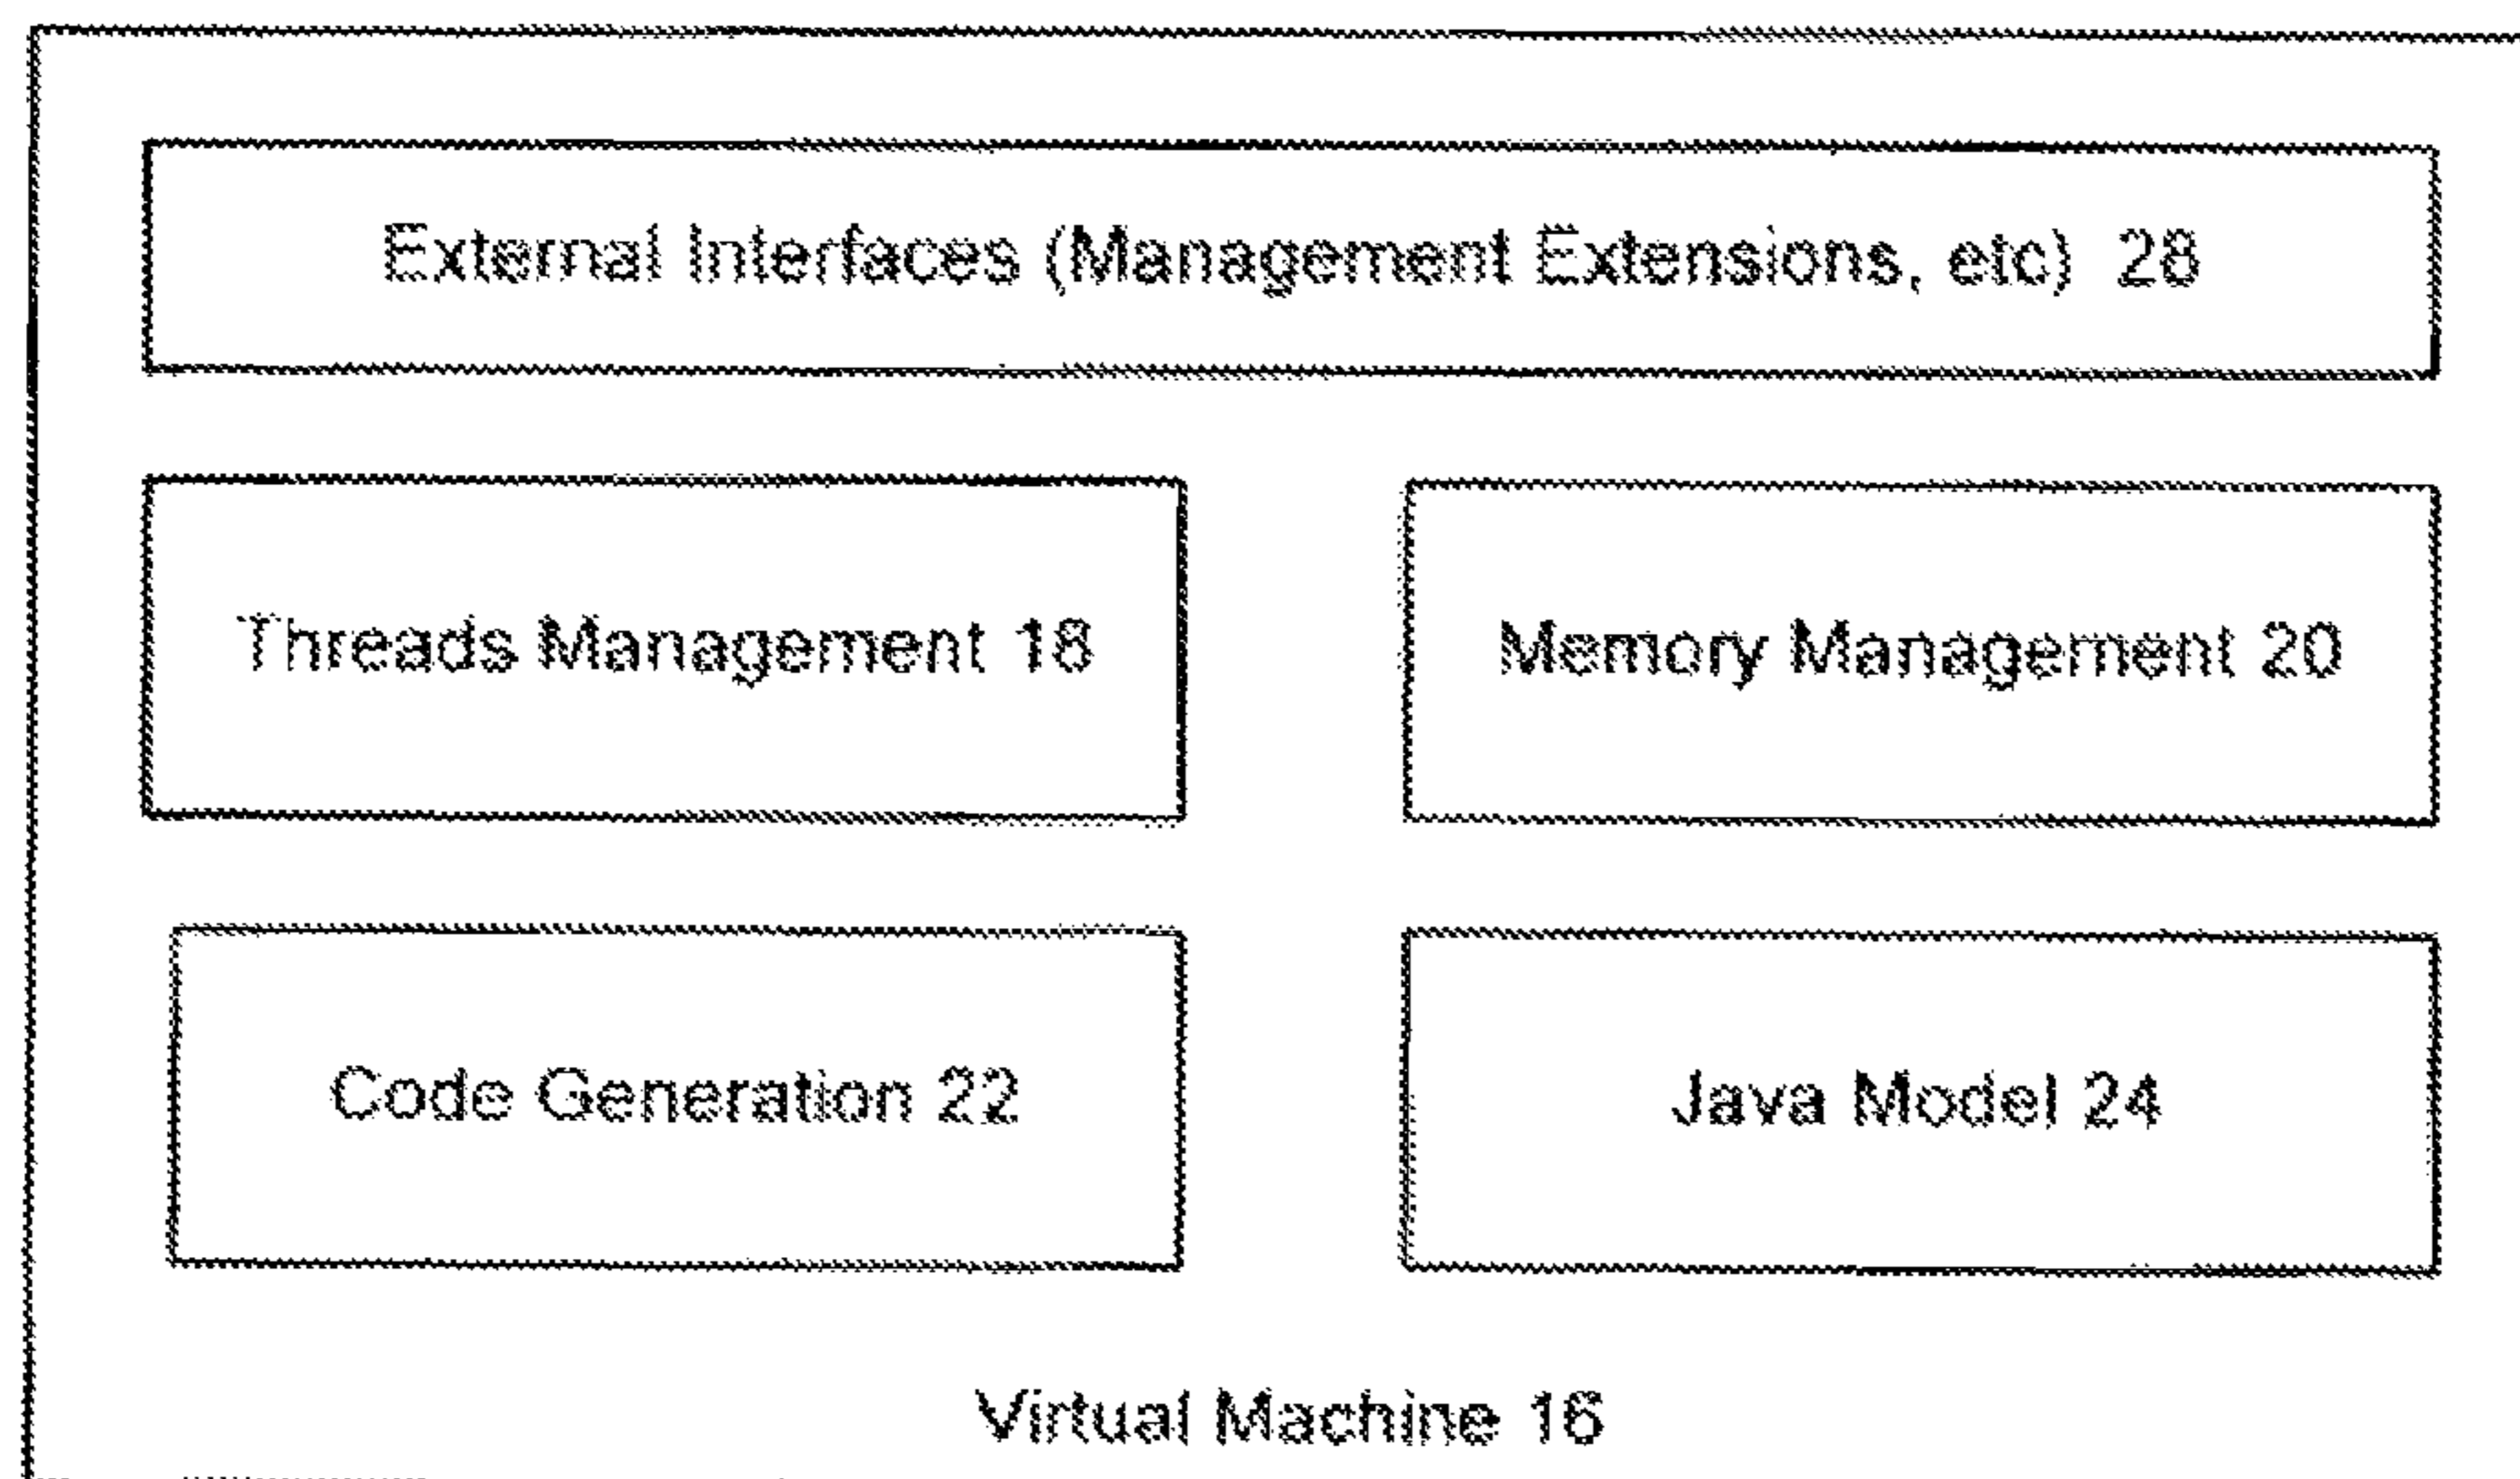 External Interfaces (Management Extensions, etc) 28
Threads Management 18
Memory Management 20
Code Generation 22
Java Model 24
Virtual Machine 16